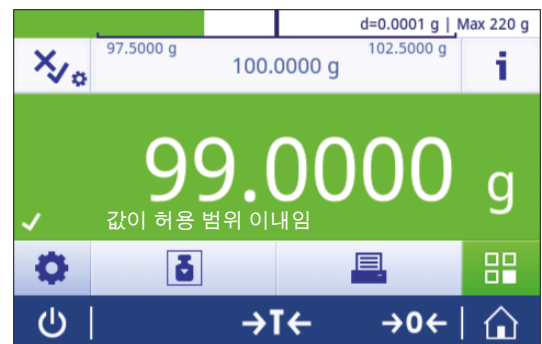 d=0.0001 g | Max 220 g
97.5000 g 100.0000 g 102.5000 g
i
99.0000 g
값이 허용 범위 이내임
→T← →0←